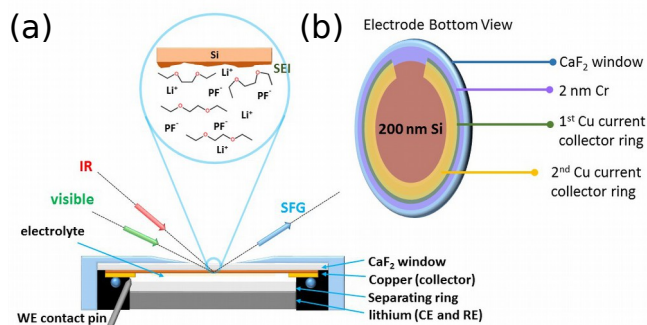 (a)
Si
SEI
Li⁺
Li⁺
PF⁻
PF⁻
Li⁺
PF⁻
PF⁻
Li⁺
IR
visible
SFG
electrolyte
CaF₂ window
Copper (collector)
Separating ring
lithium (CE and RE)
WE contact pin
(b)
Electrode Bottom View
200 nm Si
CaF₂ window
2 nm Cr
1ˢᵗ Cu current
collector ring
2ⁿᵈ Cu current
collector ring